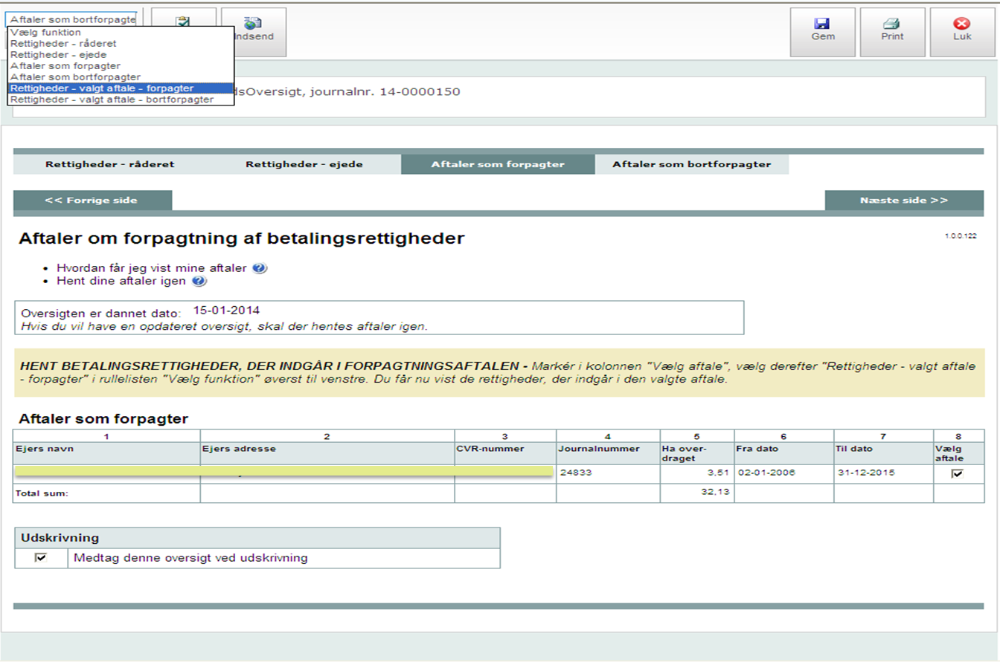 Aftaler som bortforpagte
Vælg funktion
Rettigheder - råderet
Rettigheder - ejede
Aftaler som forpagter
Aftaler som bortforpagter
Rettigheder - valgt aftale - forpagter
Rettigheder - valgt aftale - bortforpagter
Indsend
Gem
Print
Luk
dsOversigt, journalnr. 14-0000150
Rettigheder - råderet Rettigheder - ejede Aftaler som forpagter Aftaler som bortforpagter
<< Forrige side Næste side >>
Aftaler om forpagtning af betalingsrettigheder 1.0.0.122
• Hvordan får jeg vist mine aftaler
• Hent dine aftaler igen
Oversigten er dannet dato: 15-01-2014
Hvis du vil have en opdateret oversigt, skal der hentes aftaler igen.
HENT BETALINGSRETTIGHEDER, DER INDGÅR I FORPAGTNINGSAFTALEN - Markér i kolonnen "Vælg aftale", vælg derefter "Rettigheder - valgt aftale
- forpagter" i rullelisten "Vælg funktion" øverst til venstre. Du får nu vist de rettigheder, der indgår i den valgte aftale.
Aftaler som forpagter
1 2 3 4 5 6 7 8
Ejers navn Ejers adresse CVR-nummer Journalnummer Ha over- Fra dato Til dato Vælg
draget aftale
24833 3,51 02-01-2006 31-12-2015
Total sum: 32,13
Udskrivning
Medtag denne oversigt ved udskrivning